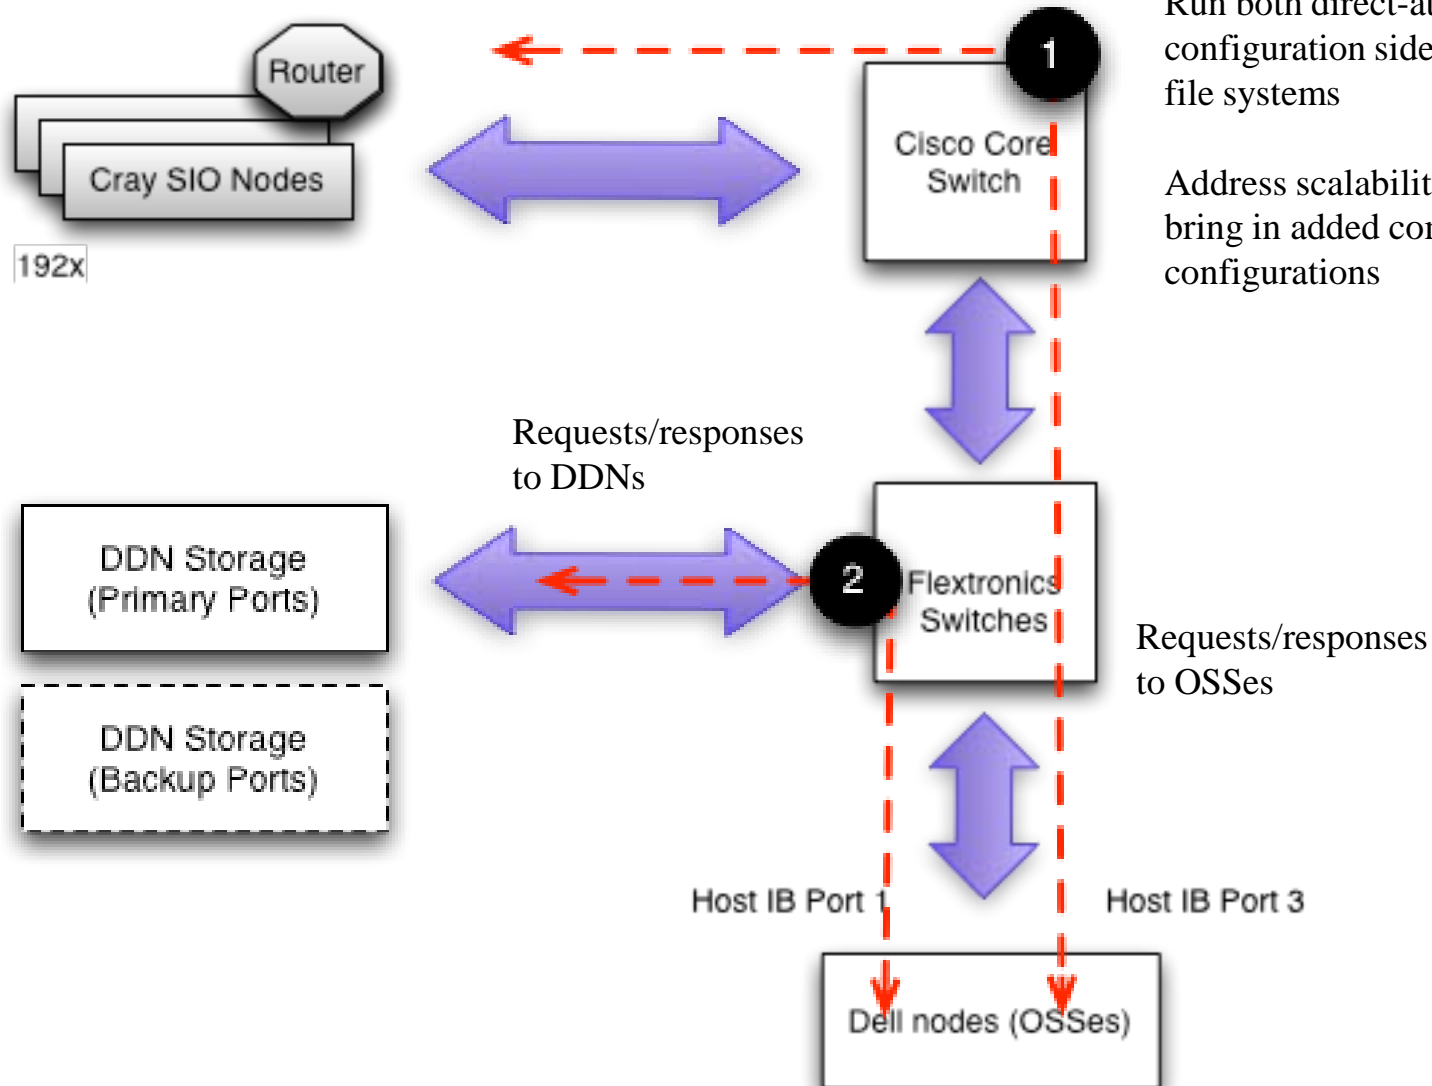 Run both direct-at
configuration side
file systems
Address scalabilit
bring in added co
configurations
Router
1
Cray SIO Nodes
Cisco Core
Switch
192x
Requests/responses
to DDNs
DDN Storage
(Primary Ports)
2
Flextronics
Switches
Requests/responses
to OSSes
DDN Storage
(Backup Ports)
Host IB Port 1
Host IB Port 3
Dell nodes (OSSes)